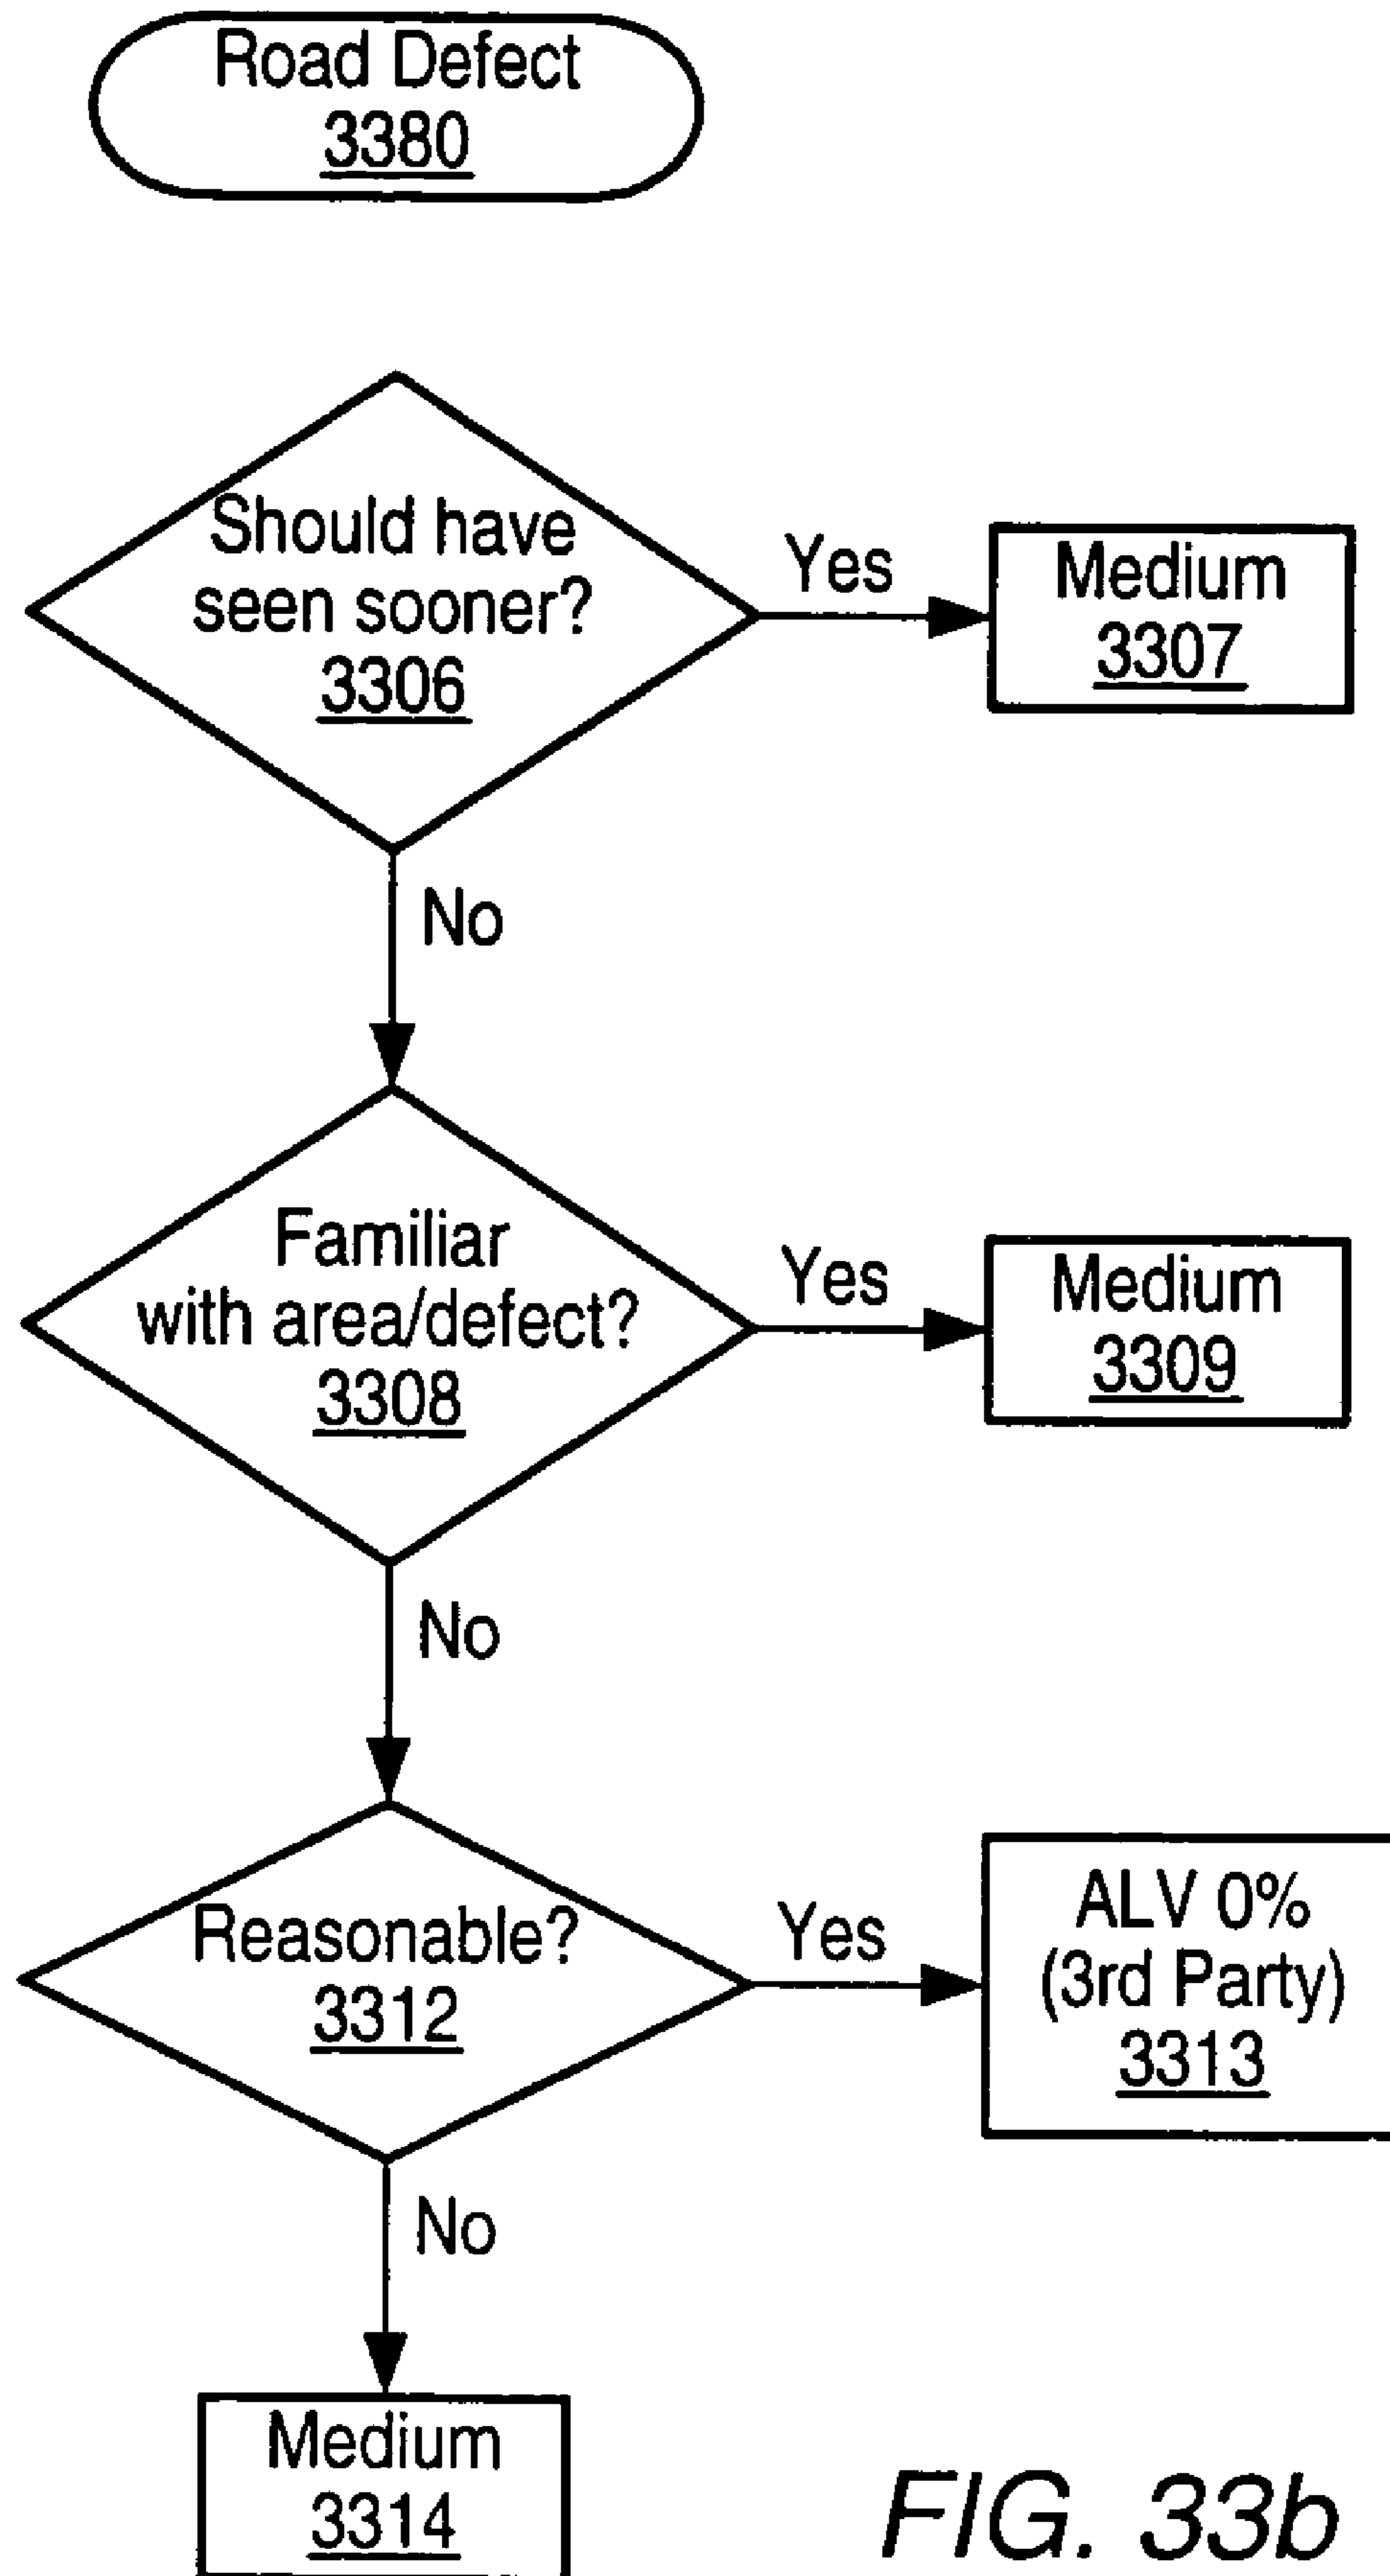 Road Defect
3380
Should have
seen sooner?
3306
Yes
Medium
3307
No
Familiar
with area/defect?
3308
Yes
Medium
3309
No
Reasonable?
3312
Yes
ALV 0%
(3rd Party)
3313
No
Medium
3314
FIG. 33b